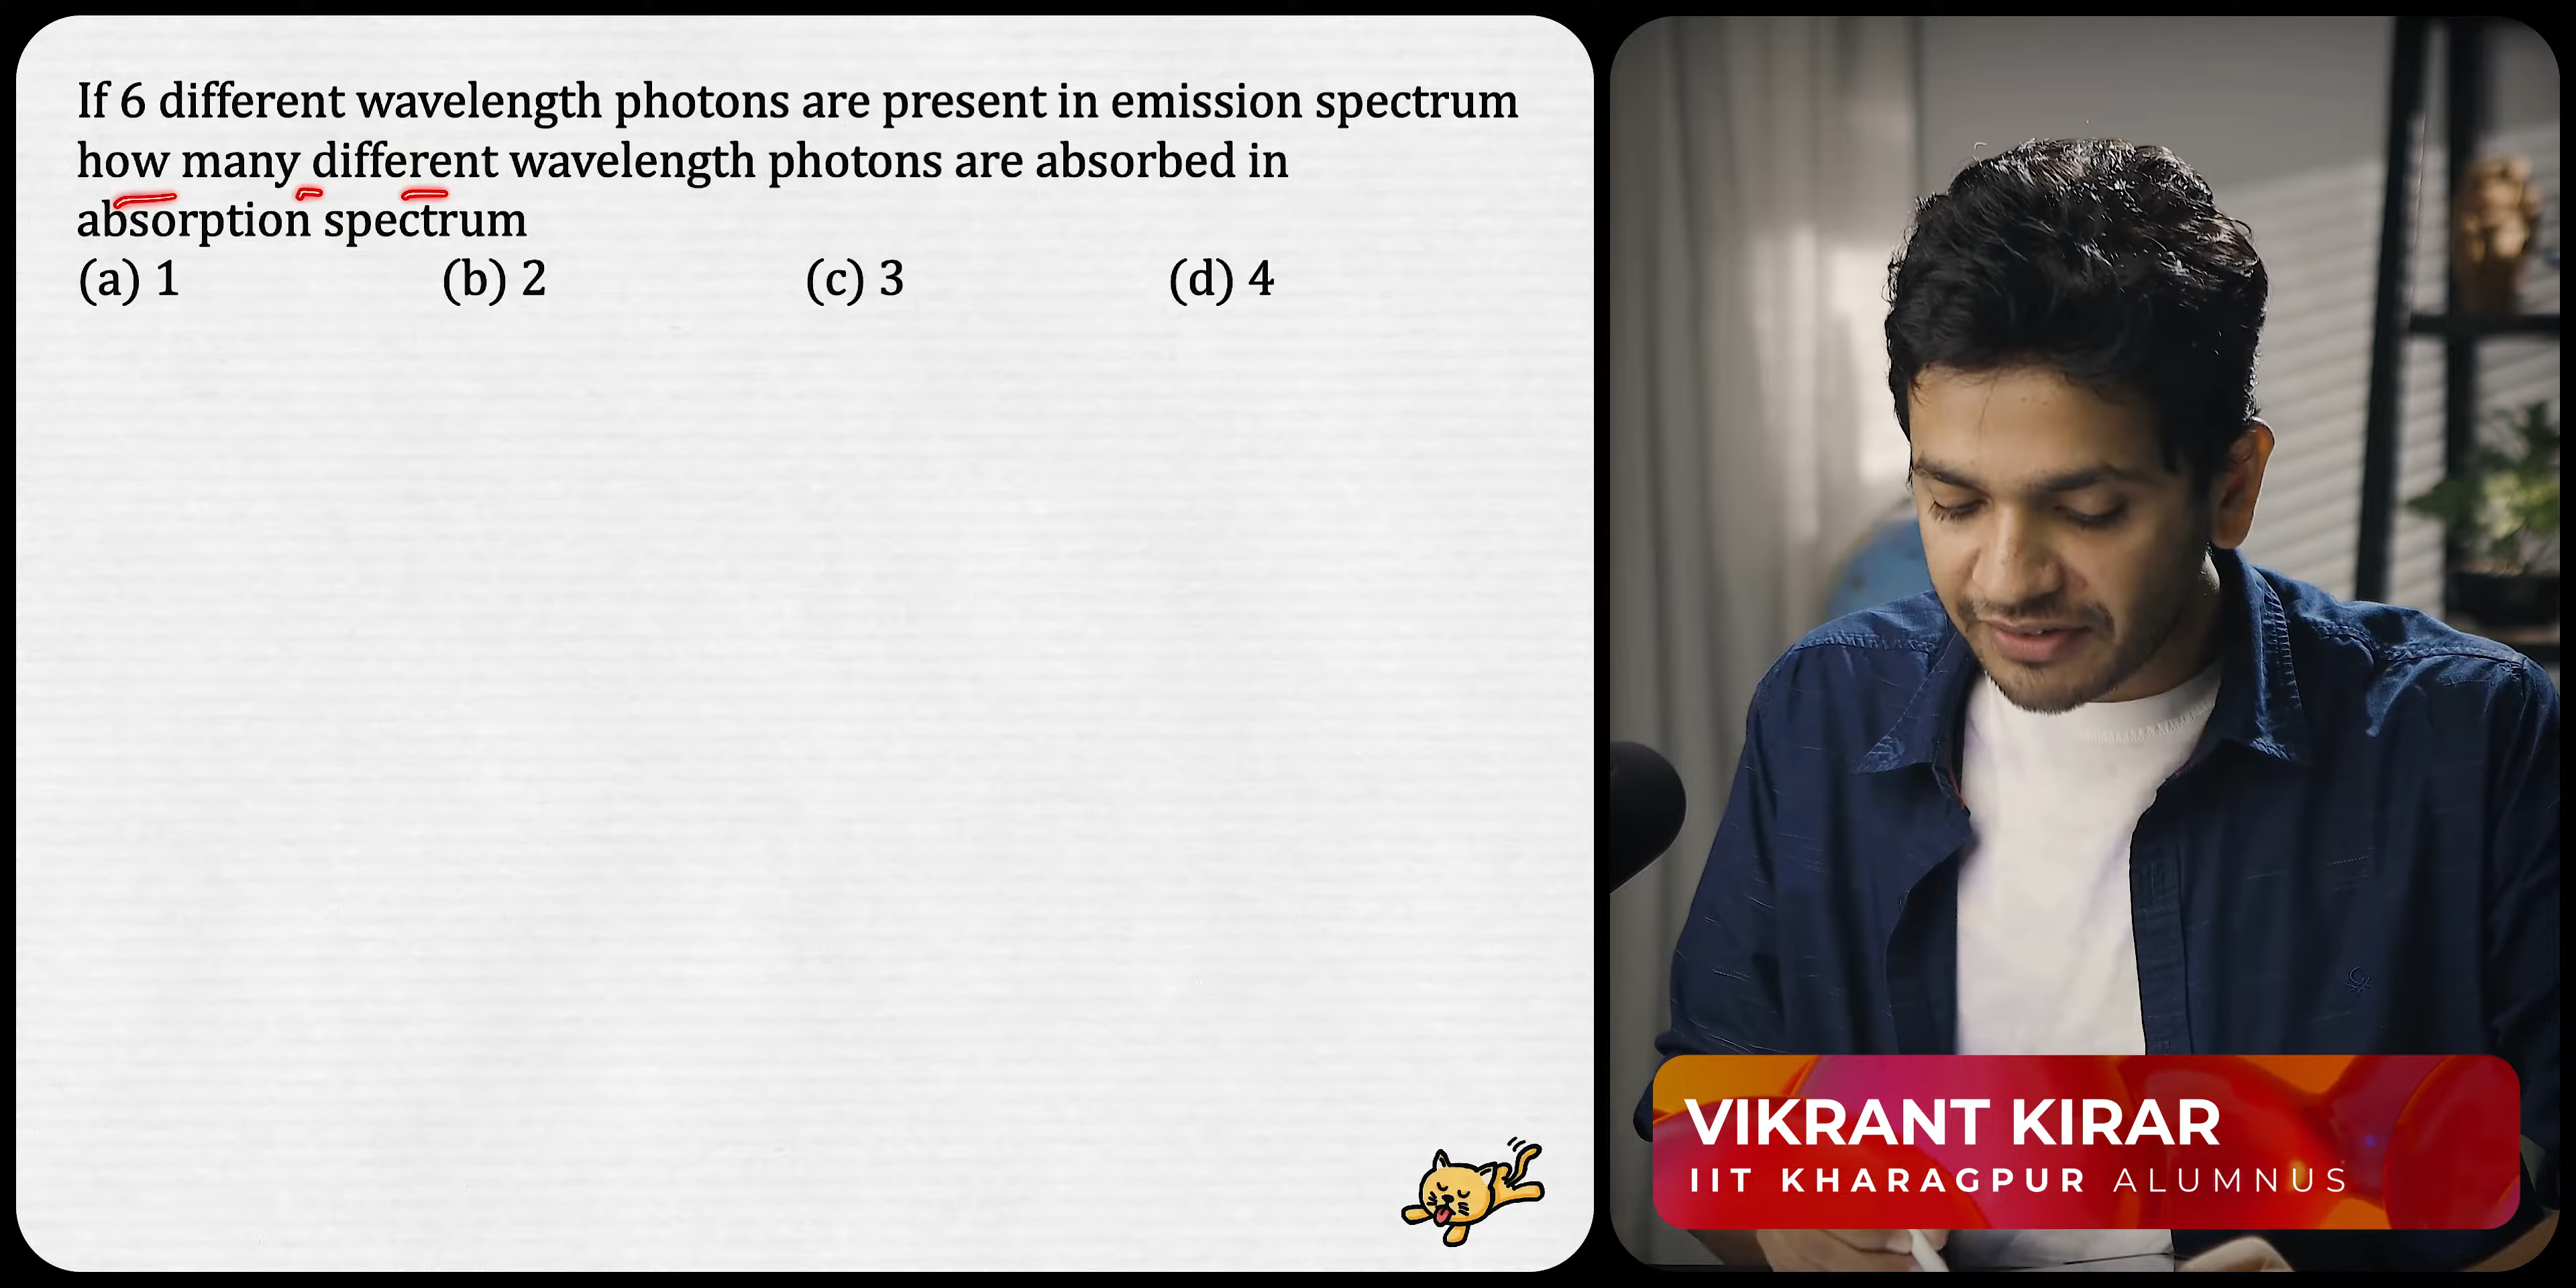 If 6 different wavelength photons are present in emission spectrum
how many different wavelength photons are absorbed in
absorption spectrum
(a) 1 (b) 2 (c) 3 (d) 4
VIKRANT KIRAR
IIT KHARAGPUR ALUMNUS